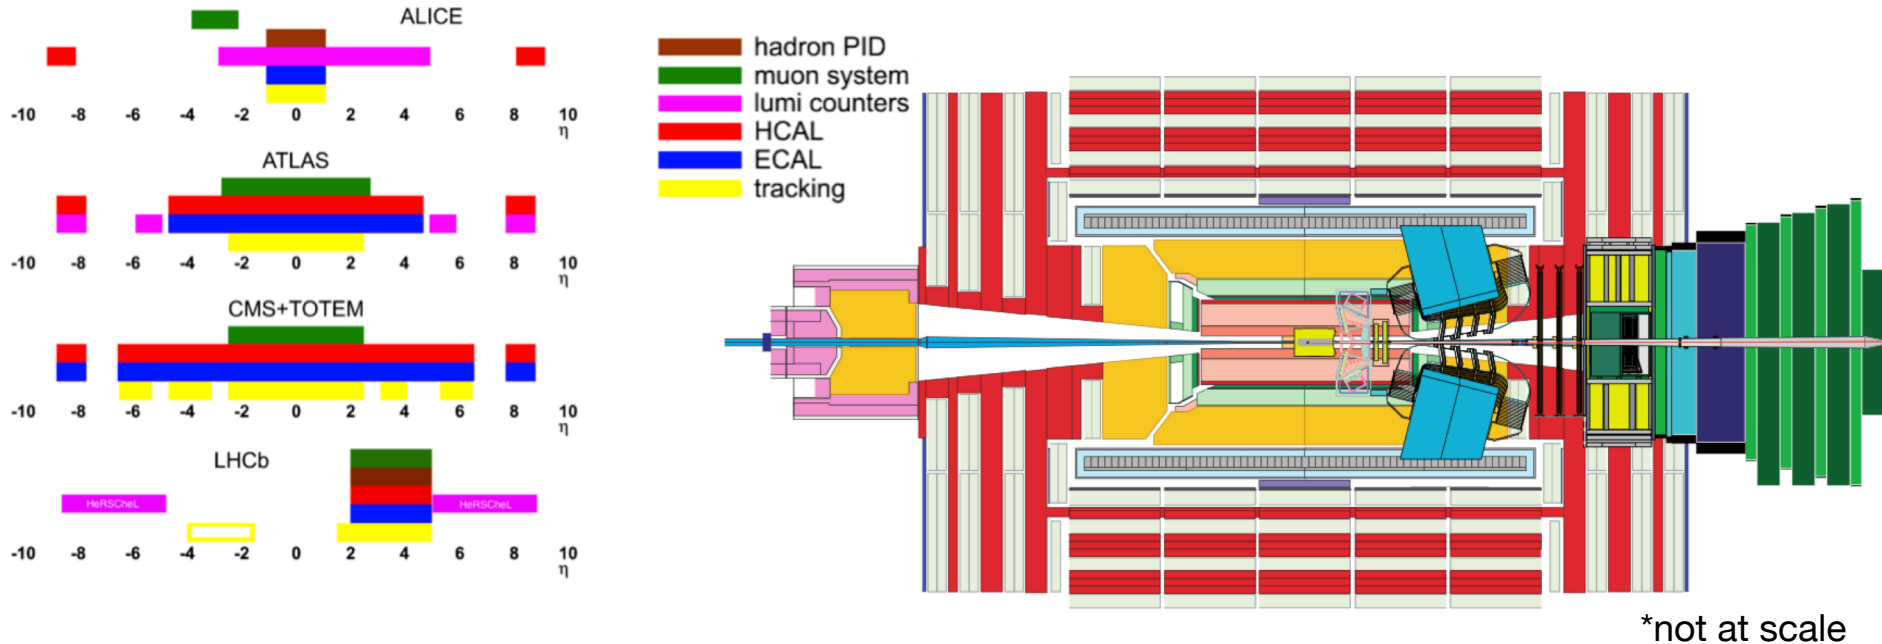 ALICE
-10 -8 -6 -4 -2 0 2 4 6 8 10
η
ATLAS
-10 -8 -6 -4 -2 0 2 4 6 8 10
η
CMS+TOTEM
-10 -8 -6 -4 -2 0 2 4 6 8 10
η
LHCb
HeRSCheL HeRSCheL
-10 -8 -6 -4 -2 0 2 4 6 8 10
η
hadron PID
muon system
lumi counters
HCAL
ECAL
tracking
*not at scale